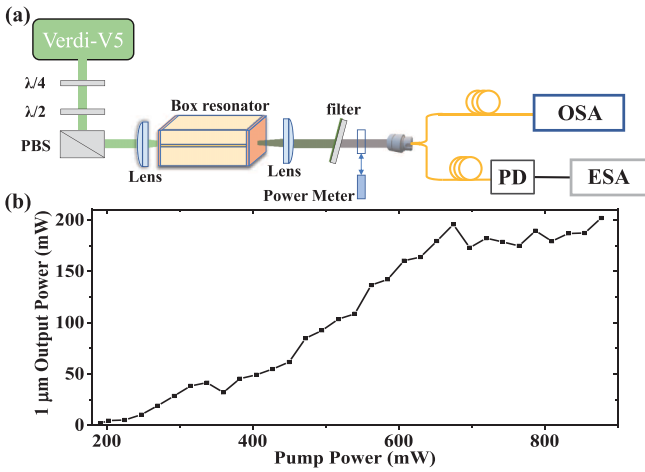 (a)
Verdi-V5
λ/4
λ/2
PBS
Lens
Box resonator
Lens
filter
Power Meter
OSA
PD
ESA
(b)
1 μm Output Power (mW)
200
150
100
50
0
200
400
600
800
Pump Power (mW)